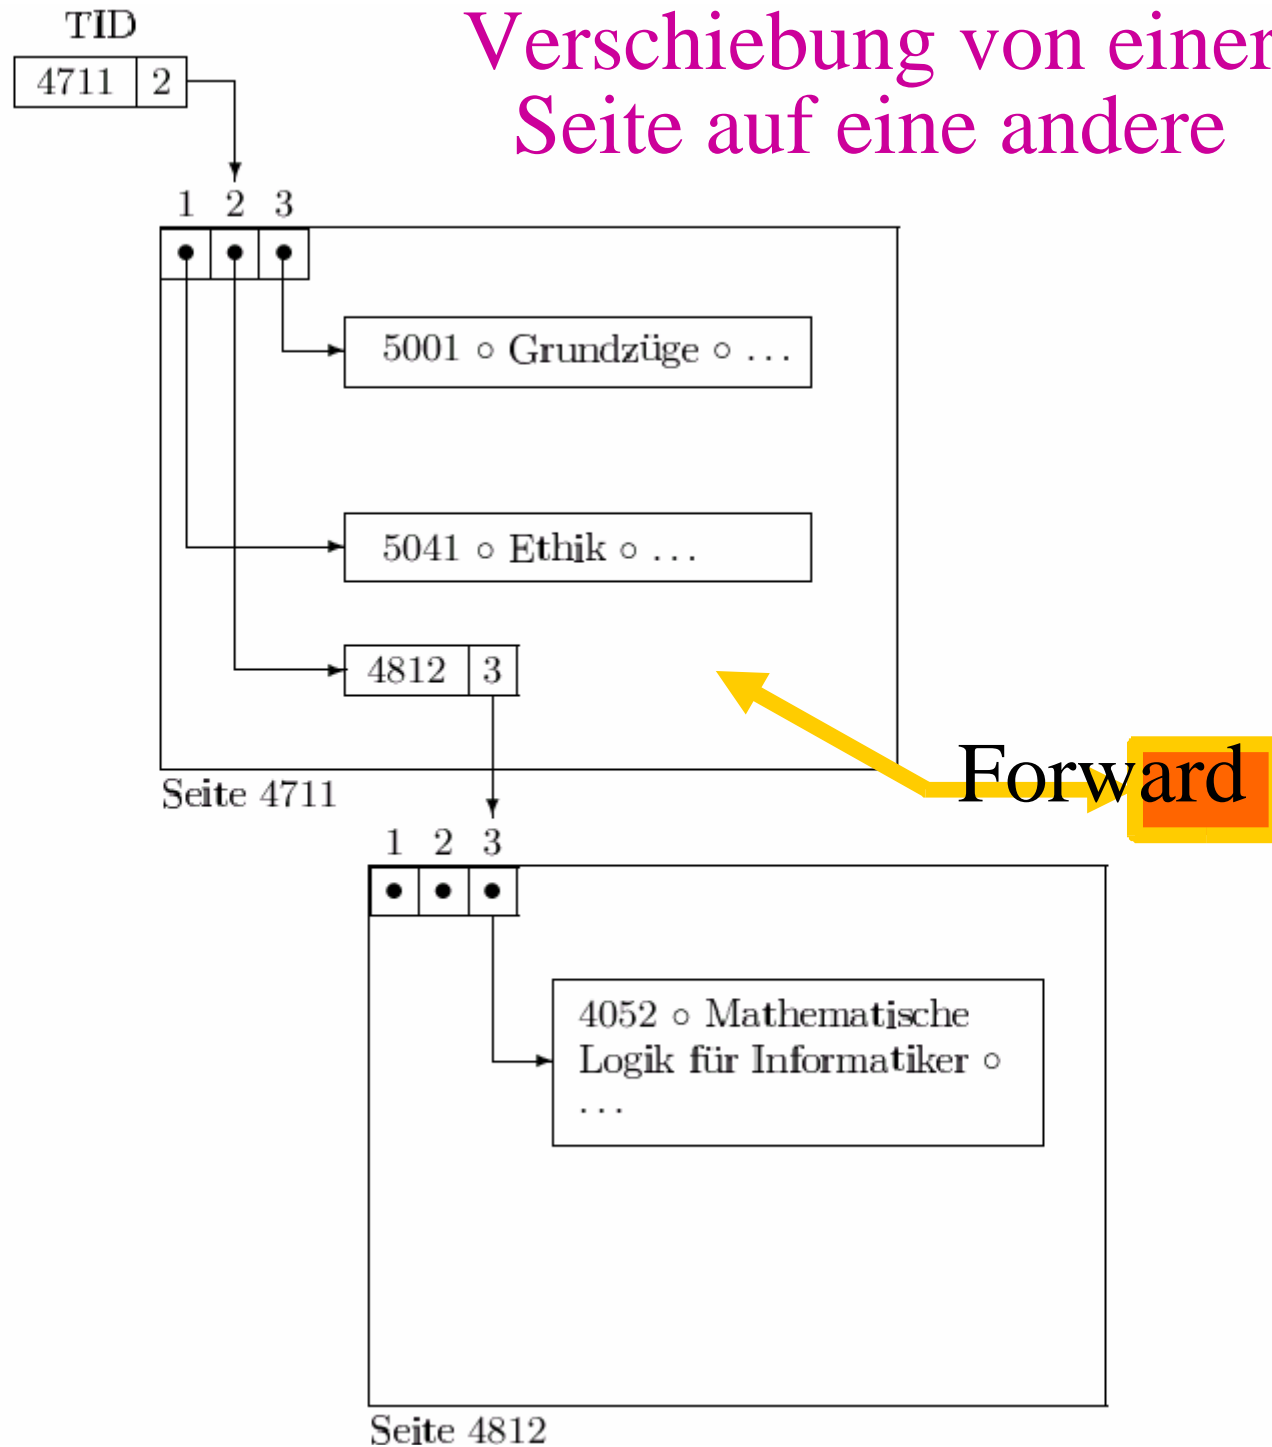 TID
Verschiebung von einer
Seite auf eine andere
4711 2
1 2 3
5001 ○ Grundzüge ○ ...
5041 ○ Ethik ○ ...
4812 3
Forward
Seite 4711
1 2 3
4052 ○ Mathematische
Logik für Informatiker ○
...
Seite 4812